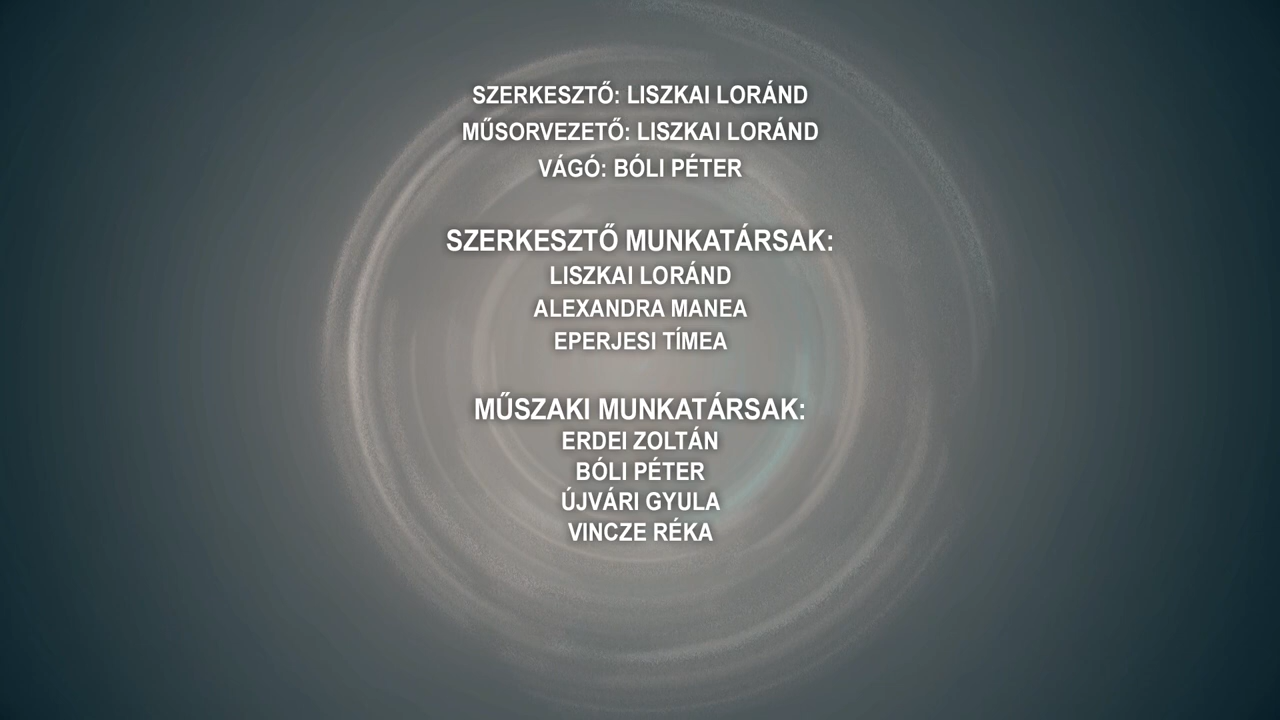 SZERKESZTŐ: LISZKAI LORÁND
MŰSORVEZETŐ: LISZKAI LORÁND
VÁGÓ: BÓLI PÉTER
SZERKESZTŐ MUNKATÁRSAK:
LISZKAI LORÁND
ALEXANDRA MANEA
EPERJESI TÍMEA
MŰSZAKI MUNKATÁRSAK:
ERDEI ZOLTÁN
BÓLI PÉTER
ÚJVÁRI GYULA
VINCZE RÉKA